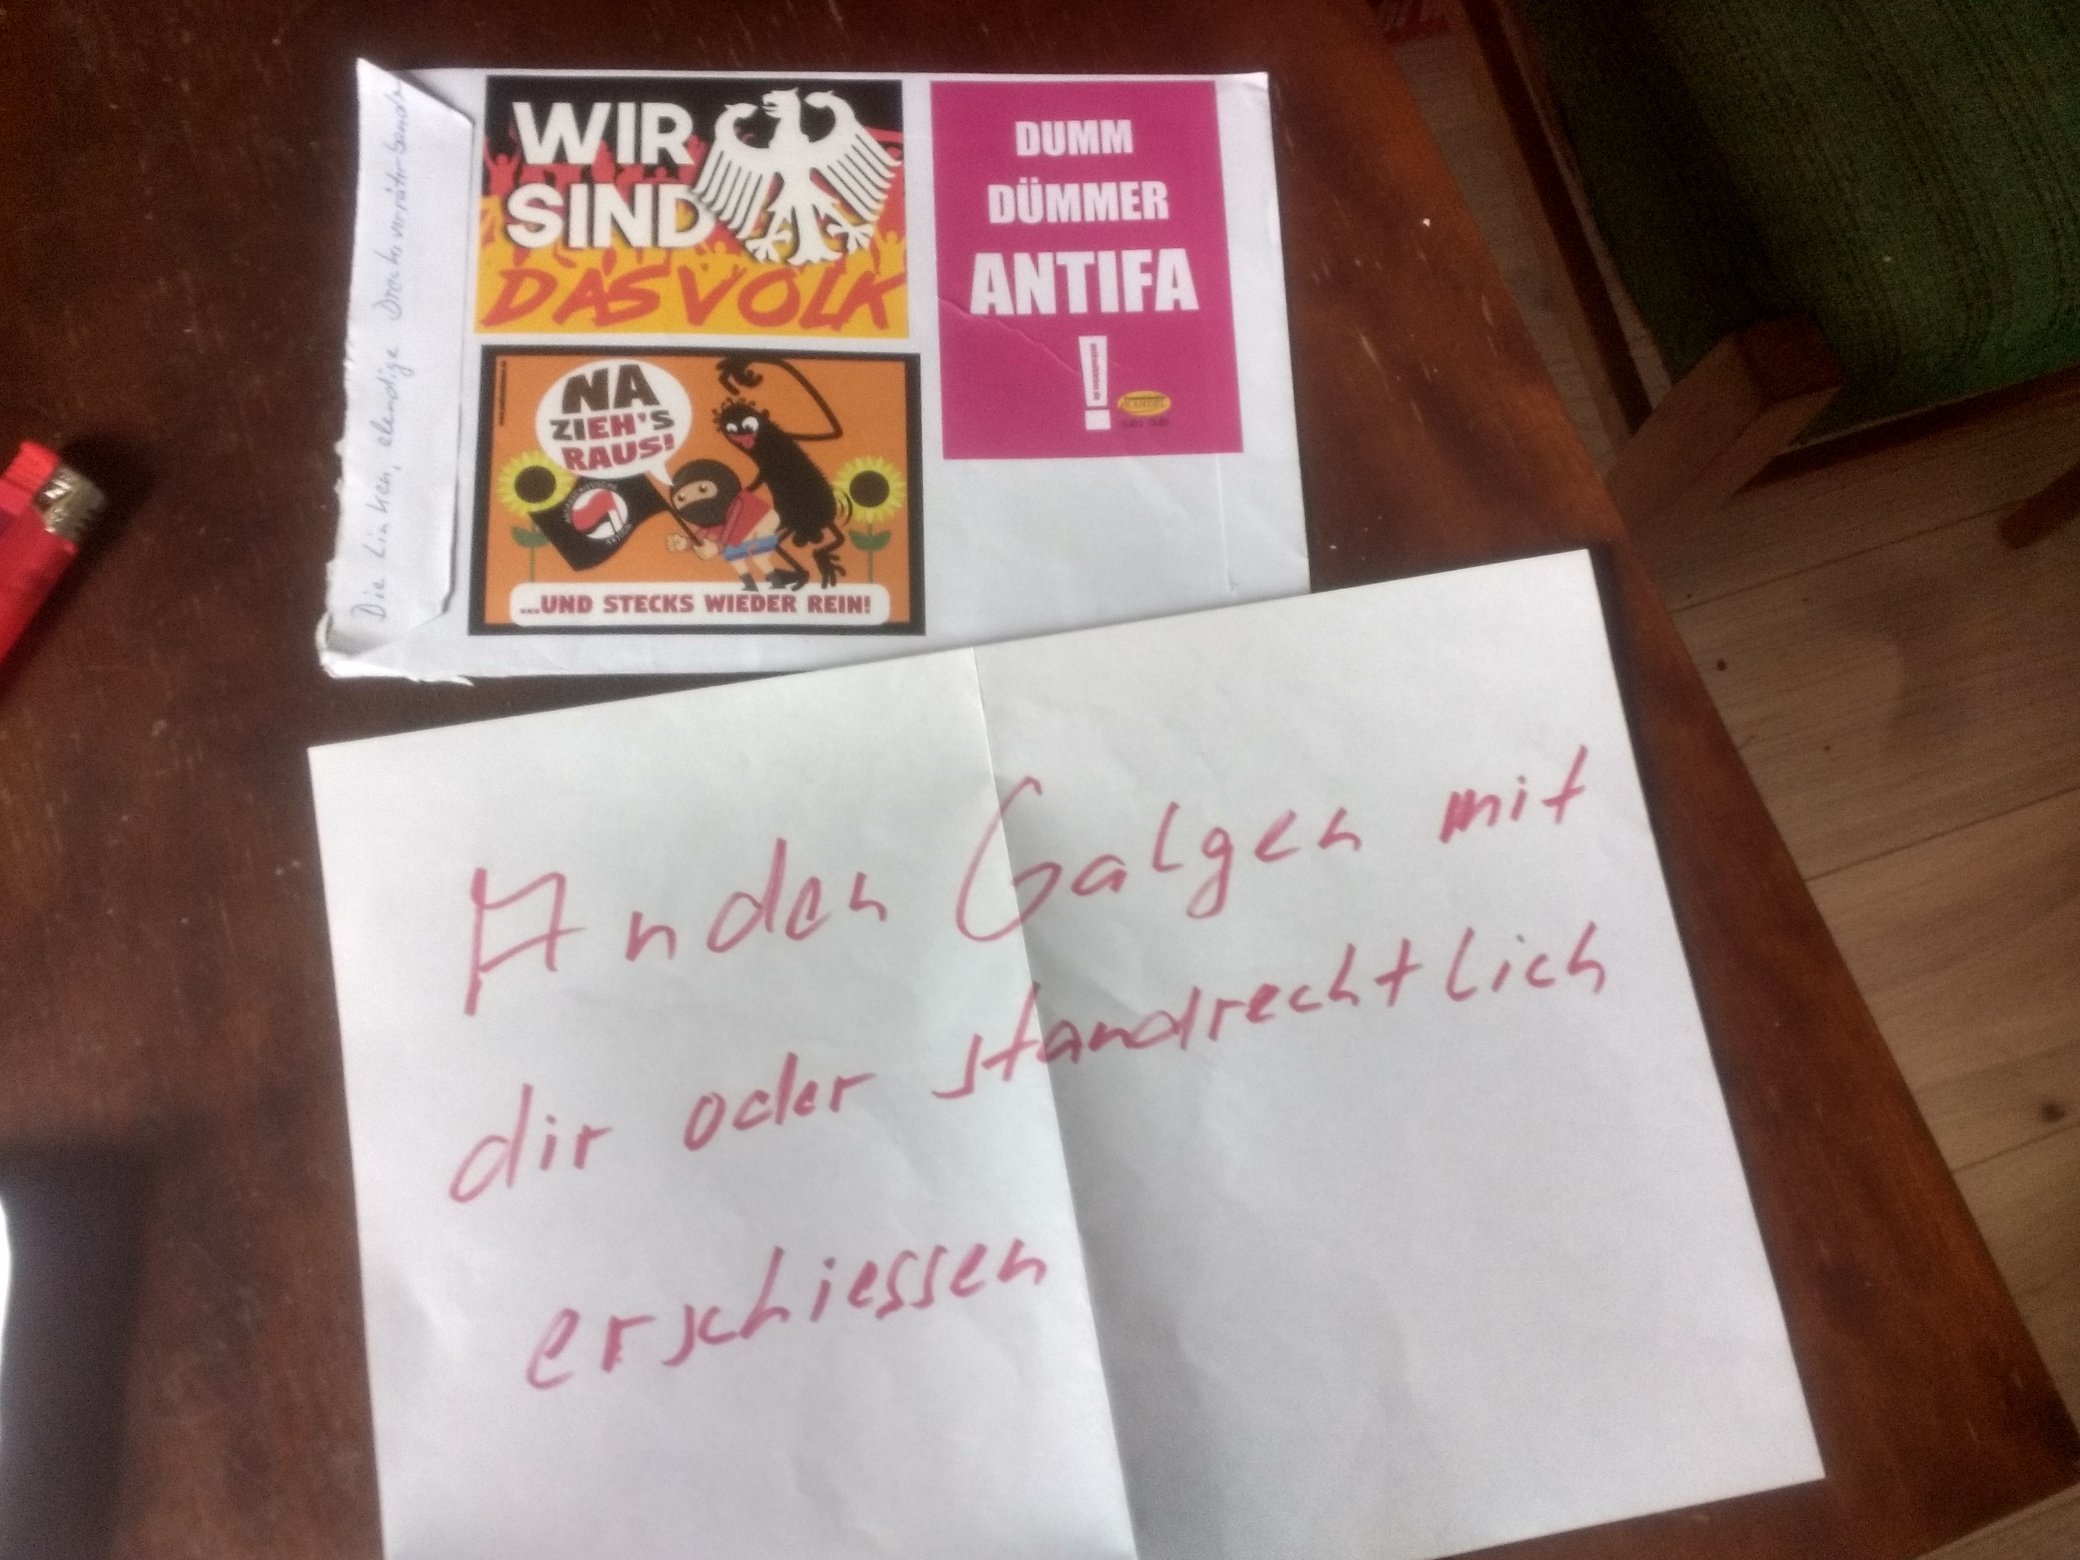 Die Linken, elendige Drecksverräterbande
WIR
SIND
DAS VOLK
DUMM
DÜMMER
ANTIFA
!
NA
ZIEH'S
RAUS!
...UND STECKS WIEDER REIN!
An den Galgen mit
dir oder standrechtlich
erschiessen